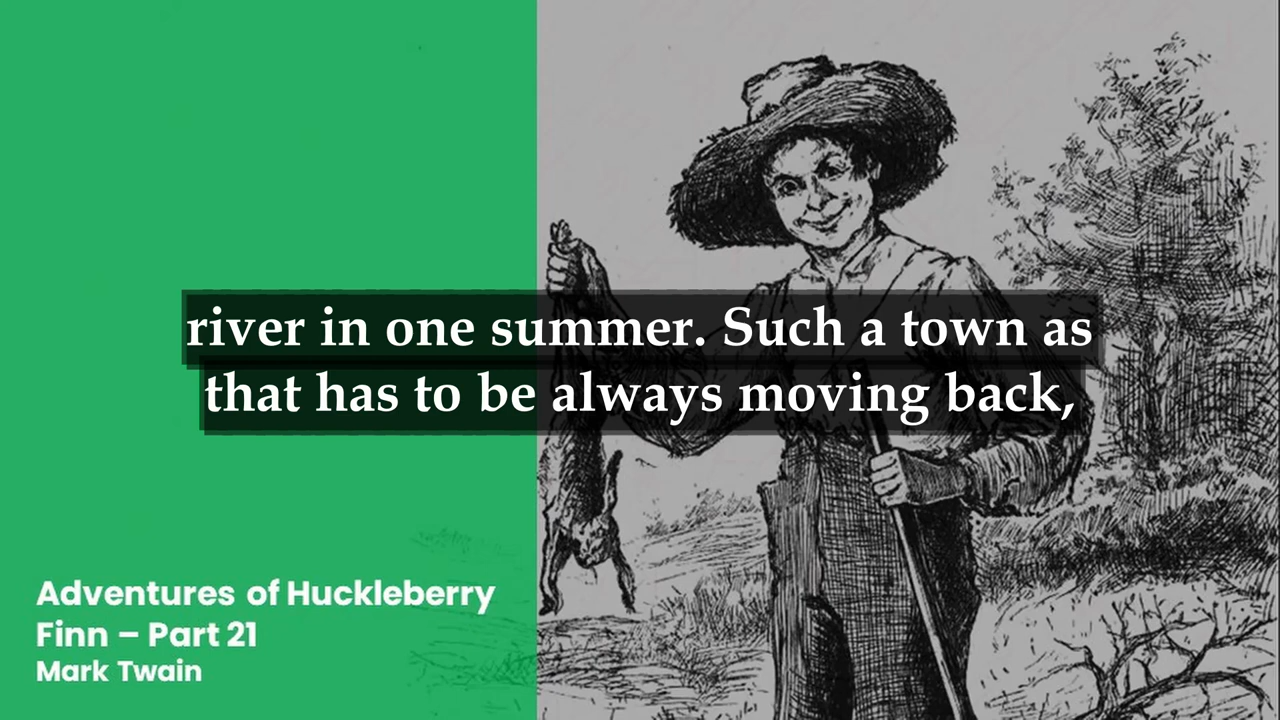 river in one summer. Such a town as
that has to be always moving back,
Adventures of Huckleberry
Finn – Part 21
Mark Twain